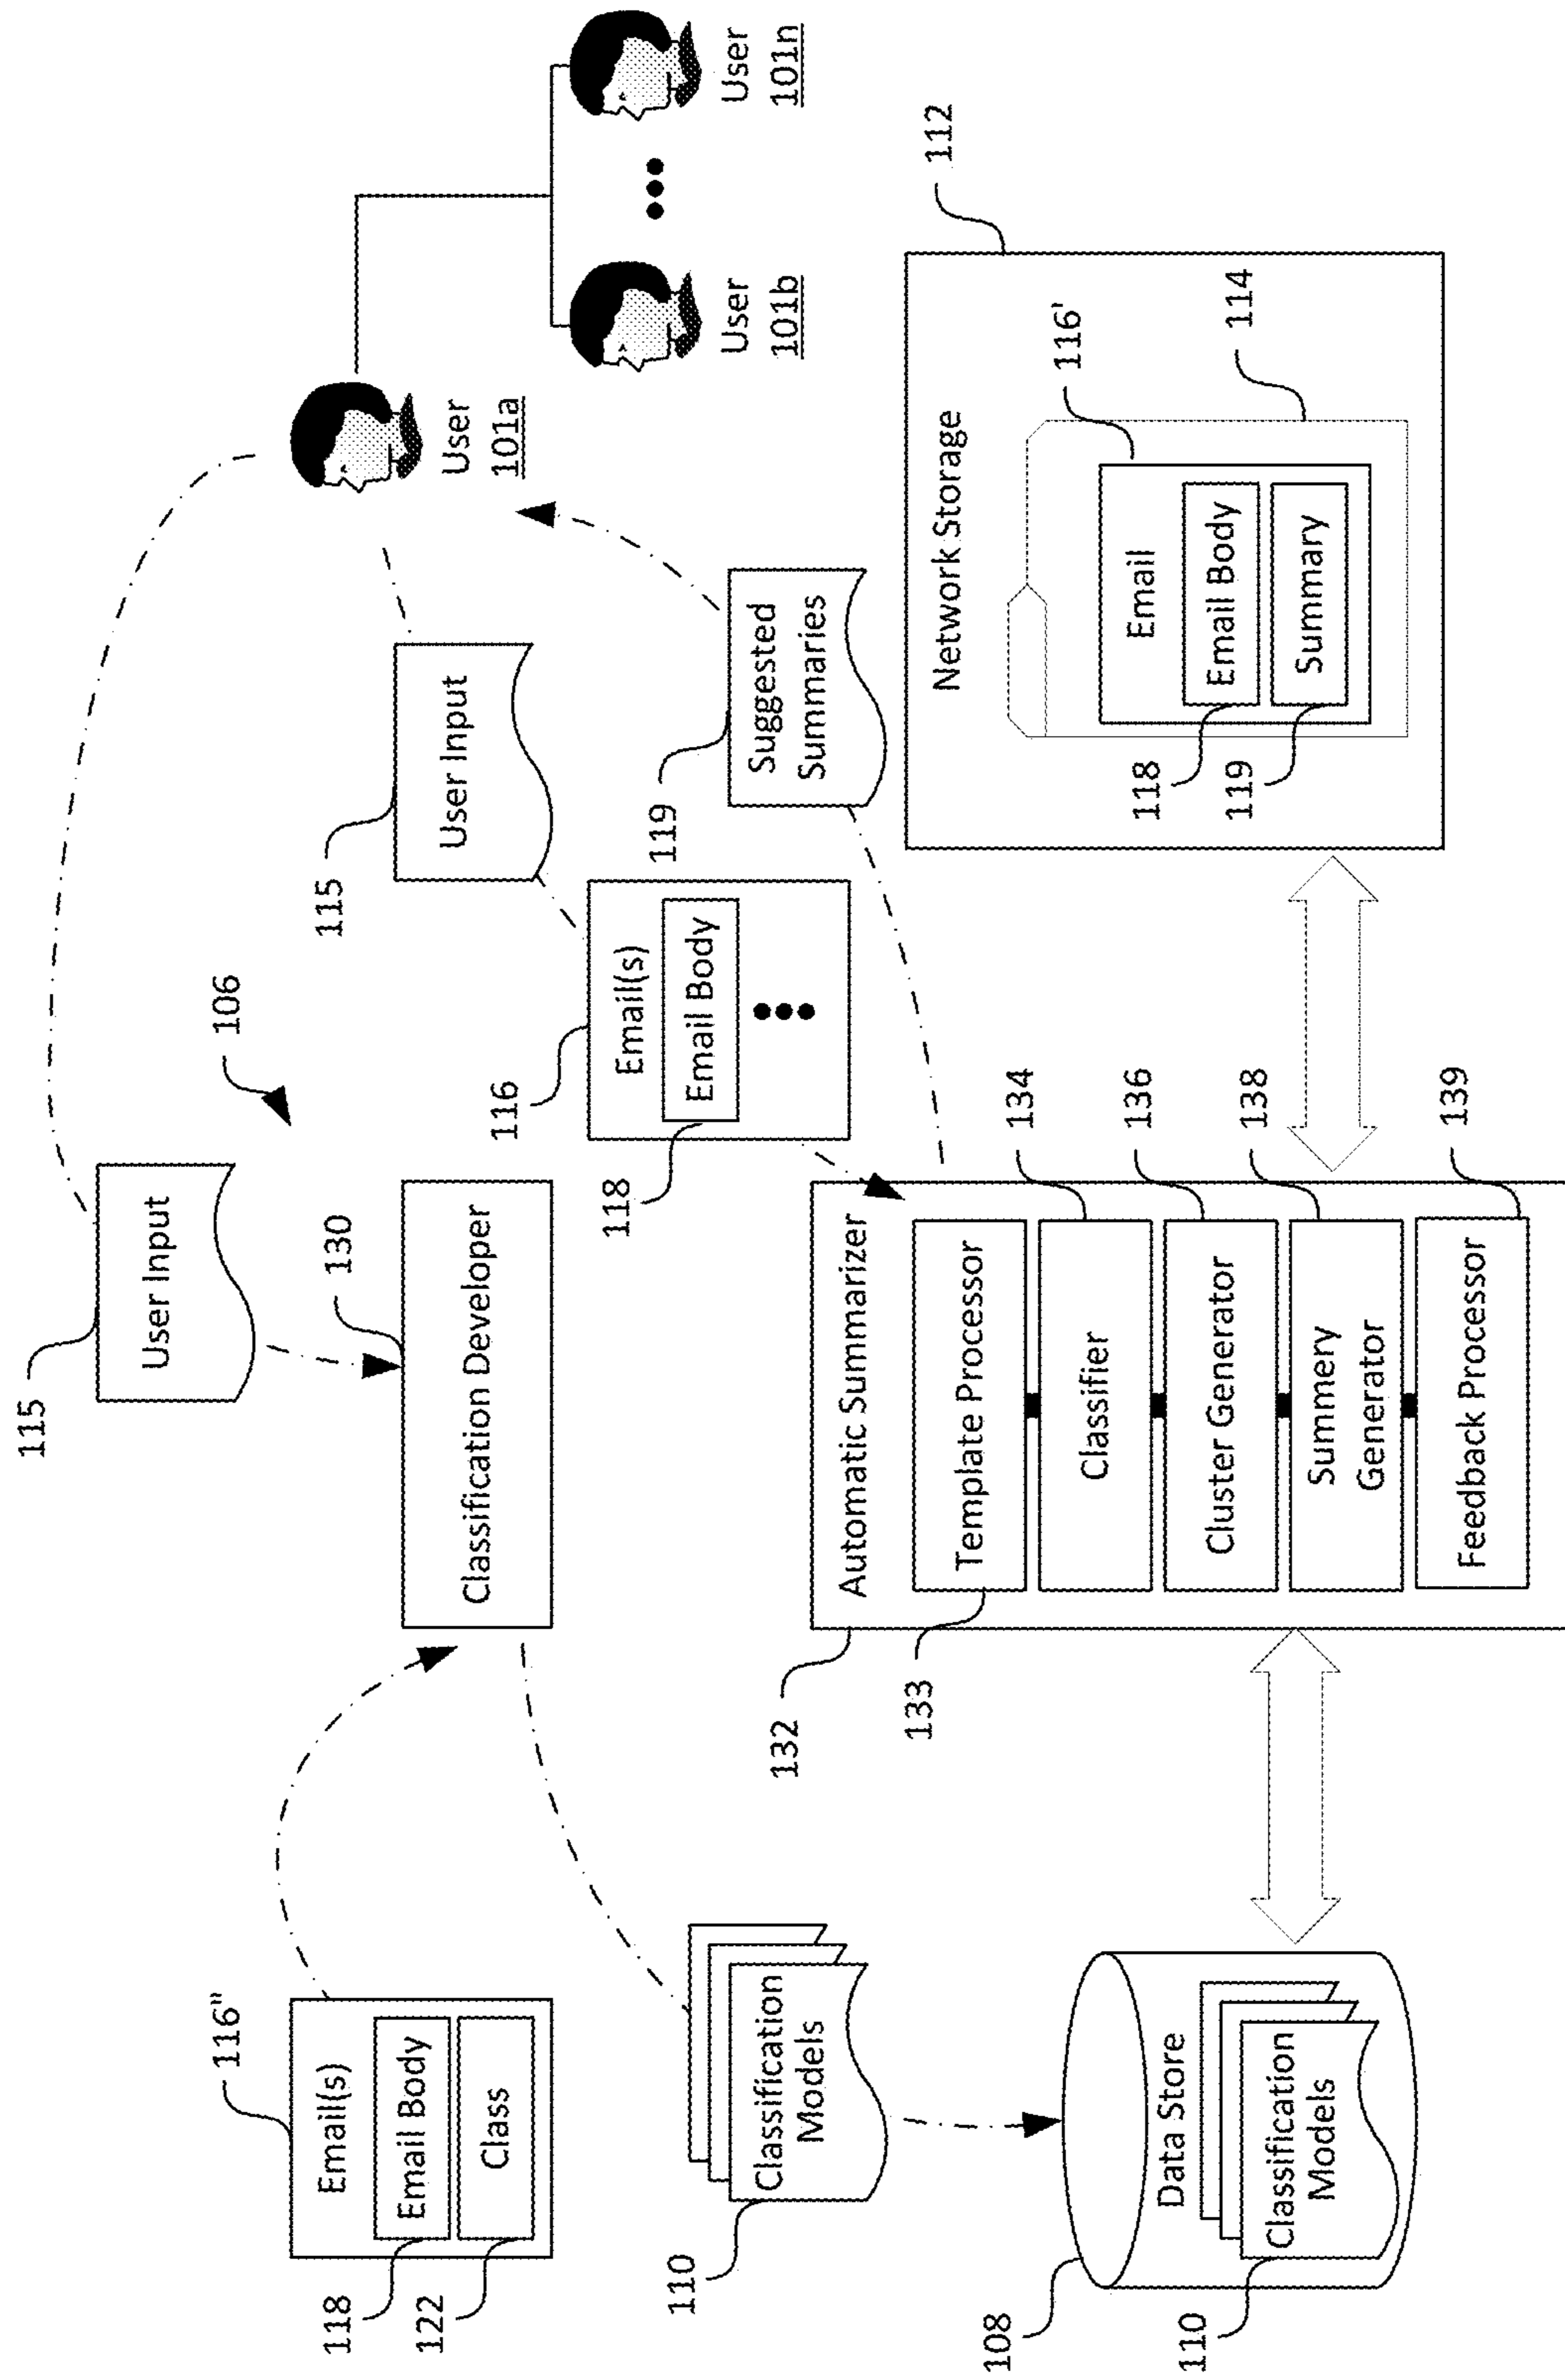 115
User Input
106
User
101a
User
101b
User
101n
116"
Email(s)
Email Body
Class
118
122
130
Classification Developer
115
User Input
116
Email(s)
Email Body
118
119
Suggested
Summaries
110
Classification
Models
108
Data Store
Classification
Models
110
132
Automatic Summarizer
133
Template Processor
134
Classifier
136
Cluster Generator
138
Summery
Generator
139
Feedback Processor
112
Network Storage
116'
114
Email
Email Body
118
Summary
119